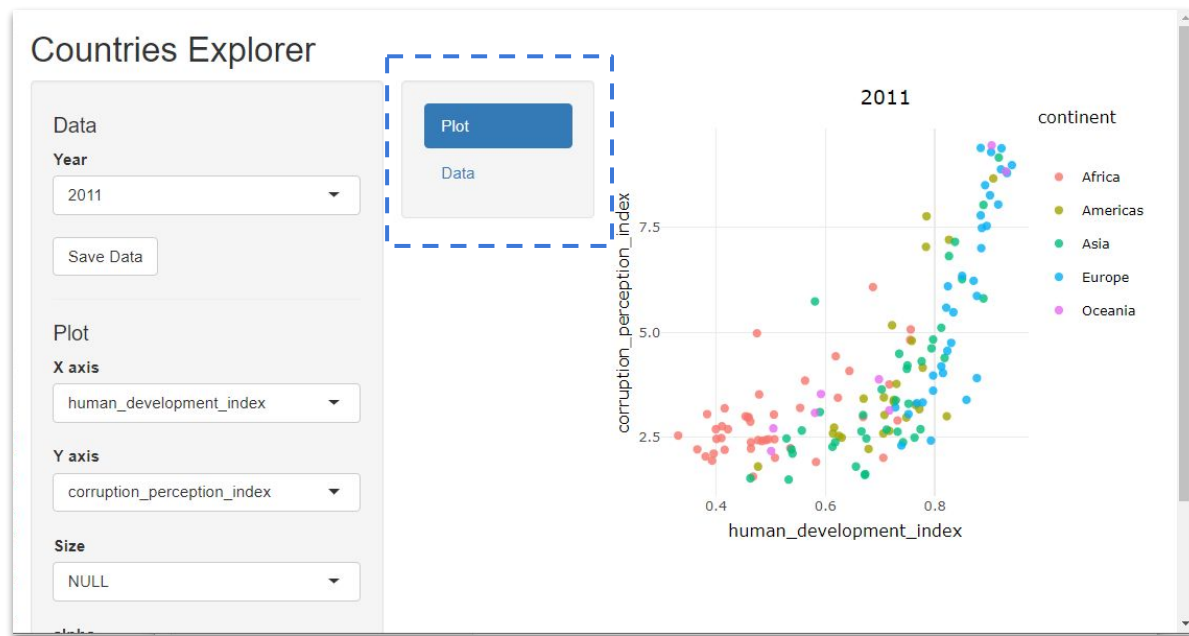 Countries Explorer
Data
Year
2011
Save Data
Plot
X axis
human_development_index
Y axis
corruption_perception_index
Size
NULL
Plot
Data
2011
corruption_perception_index
7.5
5.0
2.5
0.4 0.6 0.8
human_development_index
continent
Africa
Americas
Asia
Europe
Oceania